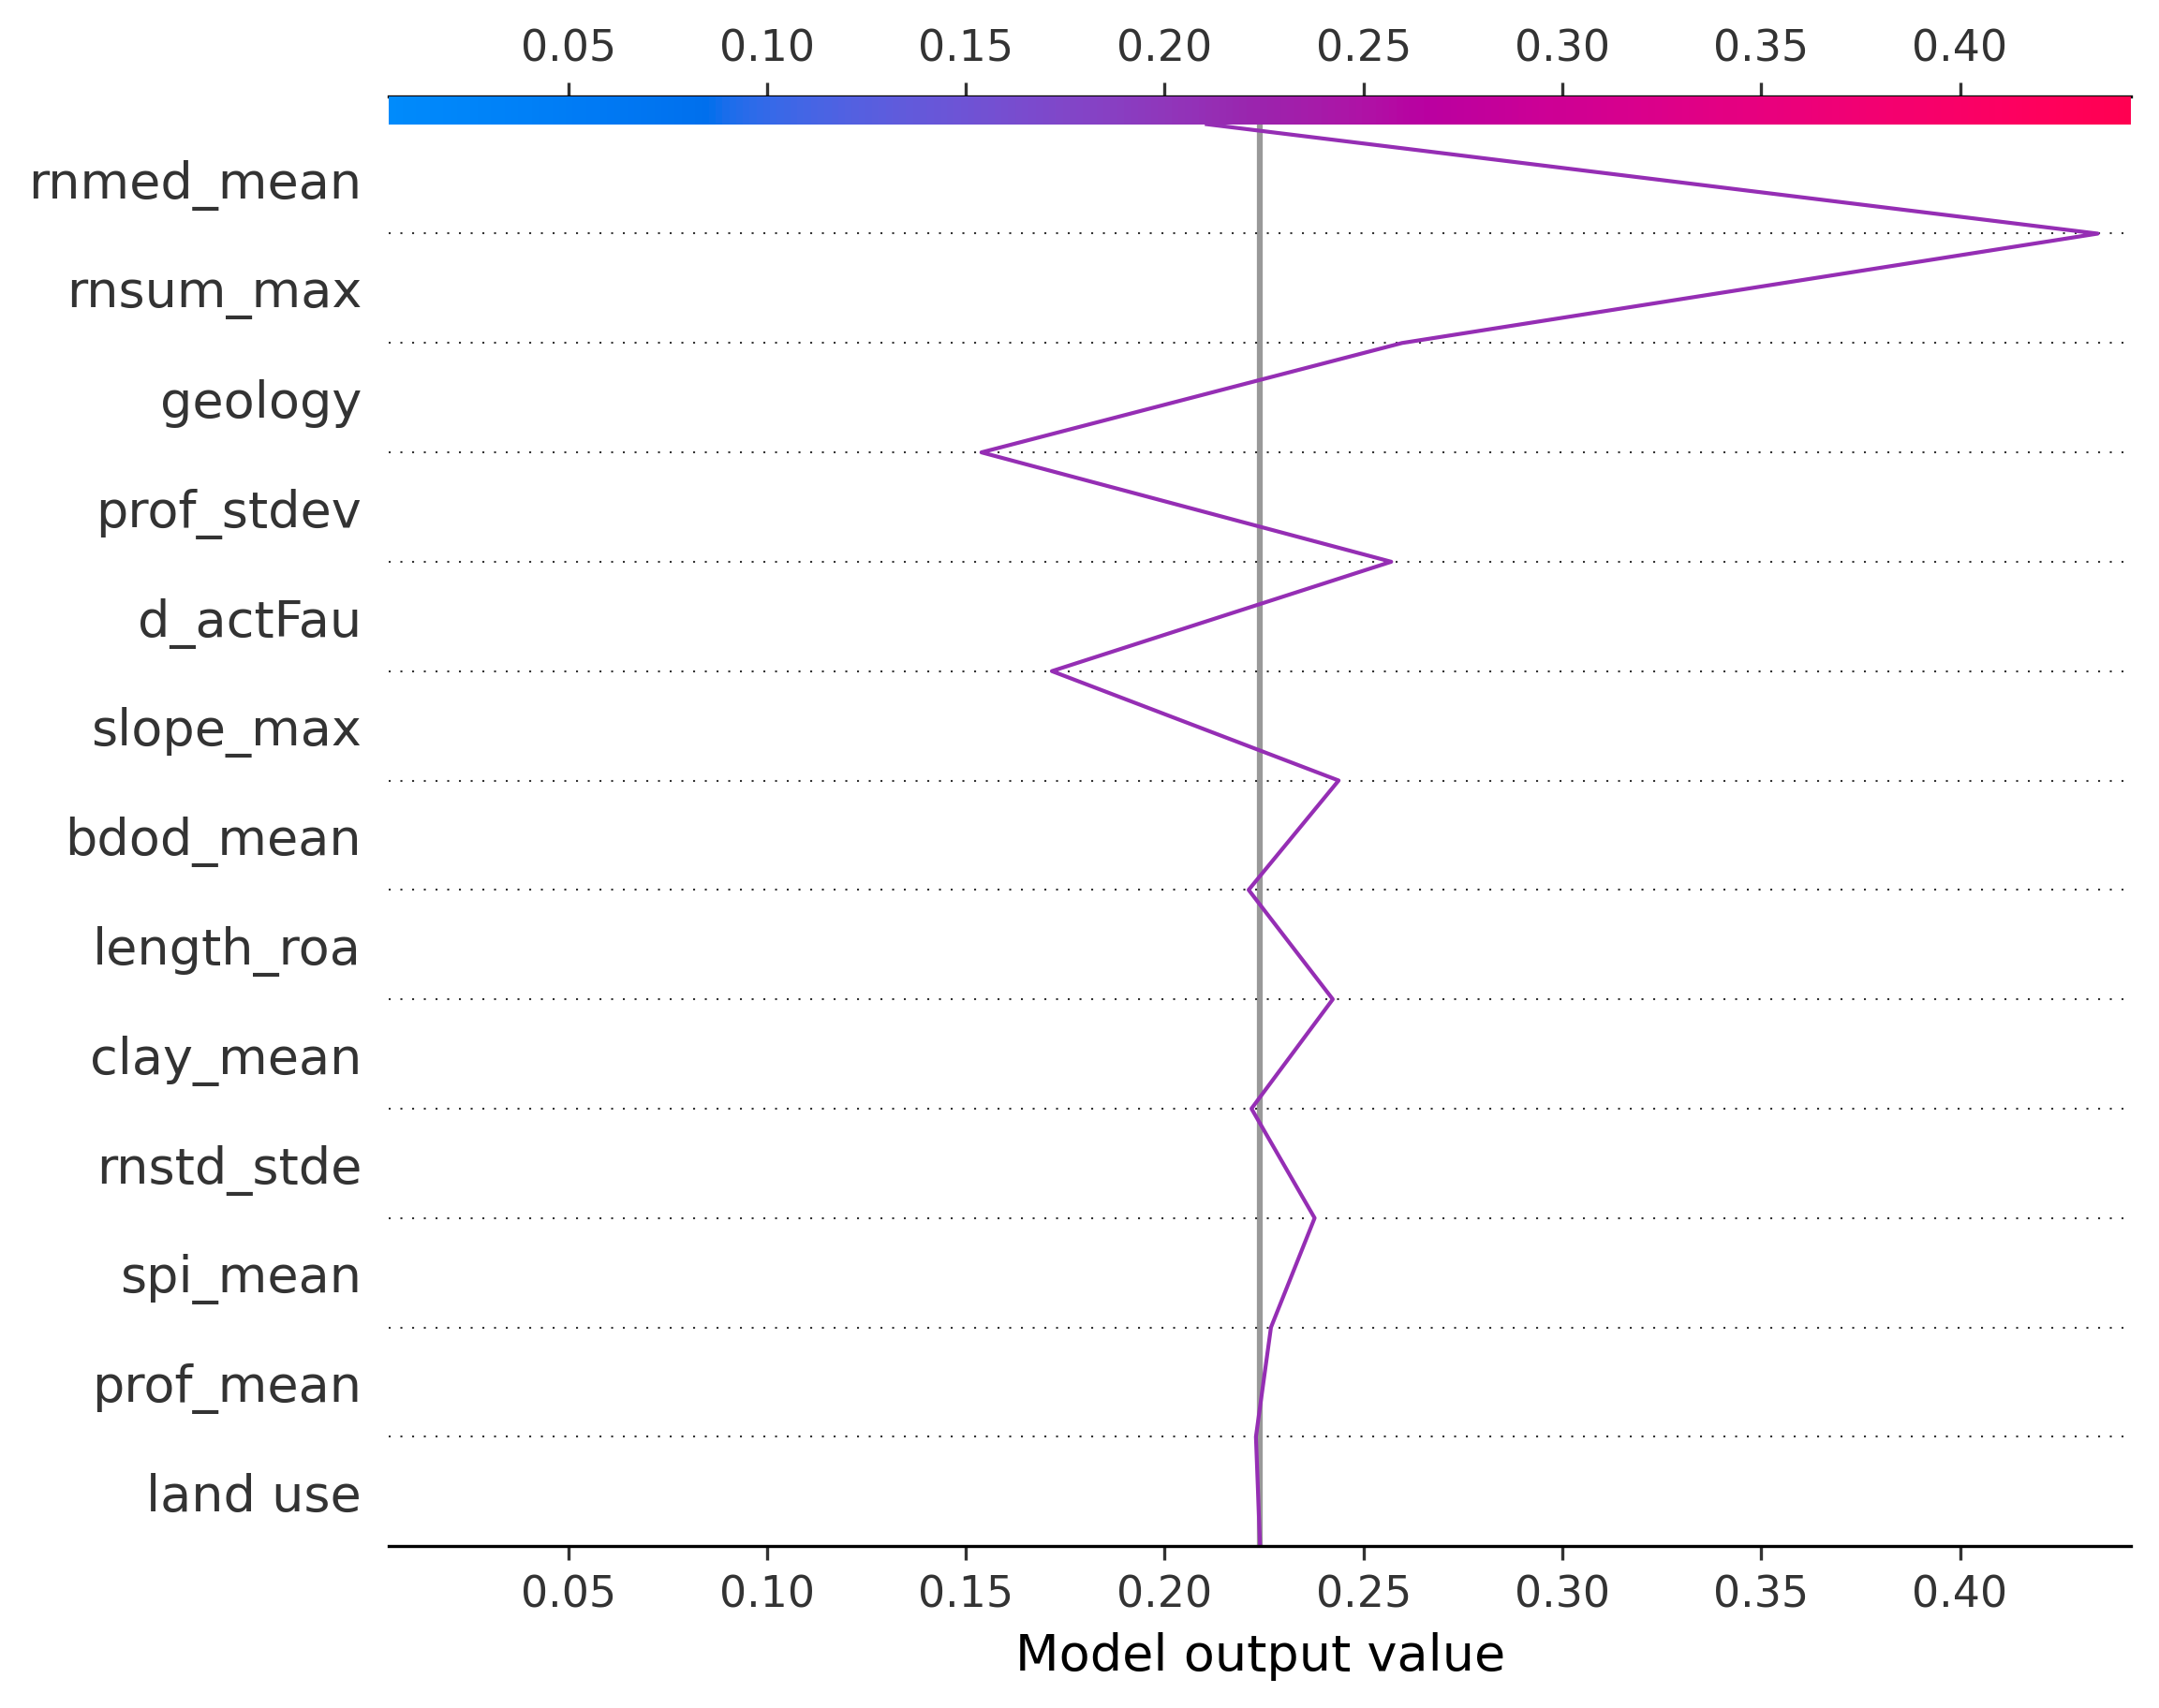 0.05 0.10 0.15 0.20 0.25 0.30 0.35 0.40
rnmed_mean
rnsum_max
geology
prof_stdev
d_actFau
slope_max
bdod_mean
length_roa
clay_mean
rnstd_stde
spi_mean
prof_mean
land use
0.05 0.10 0.15 0.20 0.25 0.30 0.35 0.40
Model output value